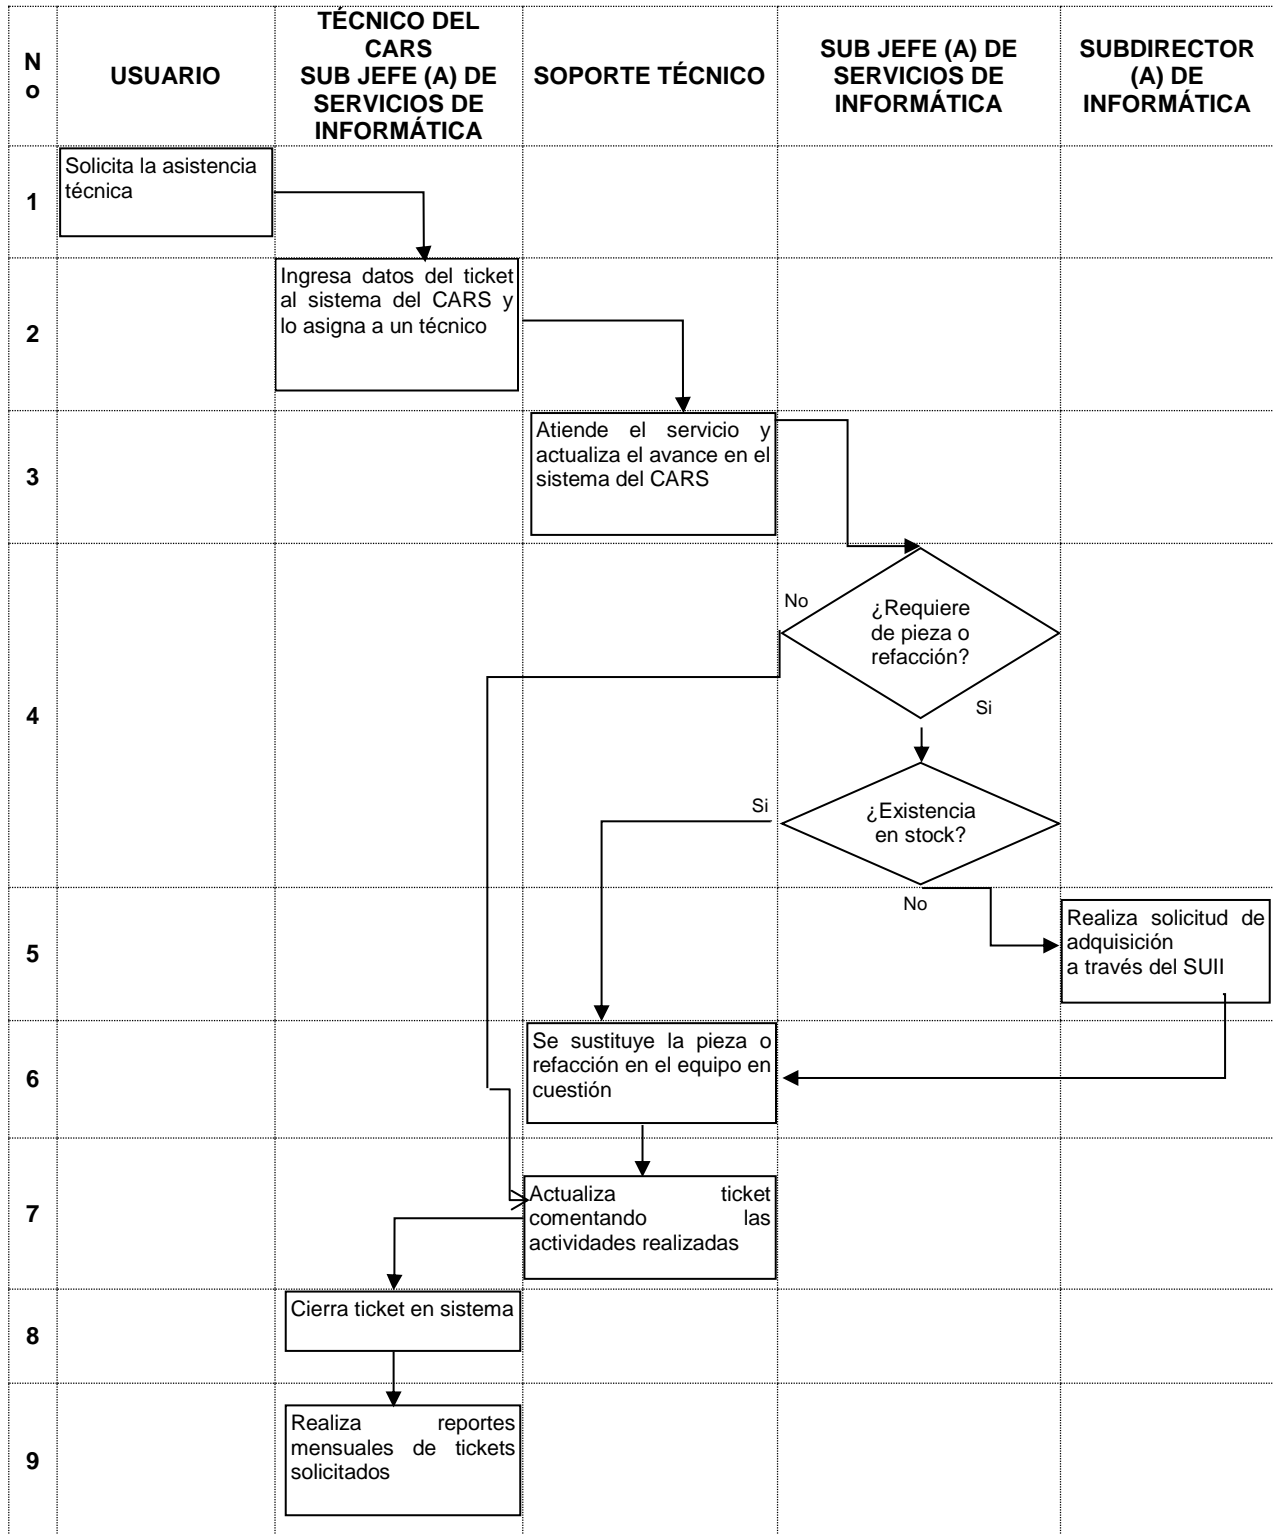 N
o
USUARIO
TÉCNICO DEL
CARS
SUB JEFE (A) DE
SERVICIOS DE
INFORMÁTICA
SOPORTE TÉCNICO
SUB JEFE (A) DE
SERVICIOS DE
INFORMÁTICA
SUBDIRECTOR
(A) DE
INFORMÁTICA
1
Solicita la asistencia
técnica
2
Ingresa datos del ticket
al sistema del CARS y
lo asigna a un técnico
3
Atiende el servicio y
actualiza el avance en el
sistema del CARS
4
No
¿Requiere
de pieza o
refacción?
Si
Si
¿Existencia
en stock?
No
5
Realiza solicitud de
adquisición
a través del SUII
6
Se sustituye la pieza o
refacción en el equipo en
cuestión
7
Actualiza ticket
comentando las
actividades realizadas
8
Cierra ticket en sistema
9
Realiza reportes
mensuales de tickets
solicitados